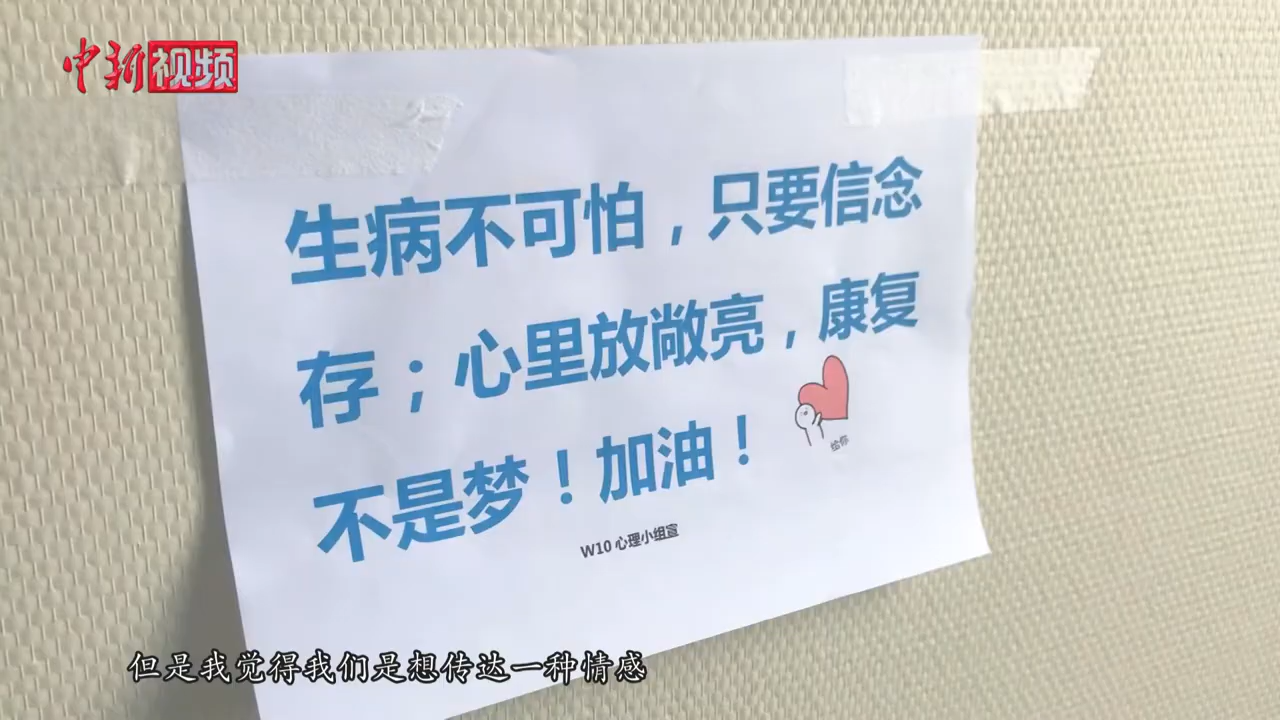 中新视频
生病不可怕，只要信念
存；心里放敞亮，康复
不是梦！加油！
给你
W10 心理小组宣
但是我觉得我们是想传达一种情感